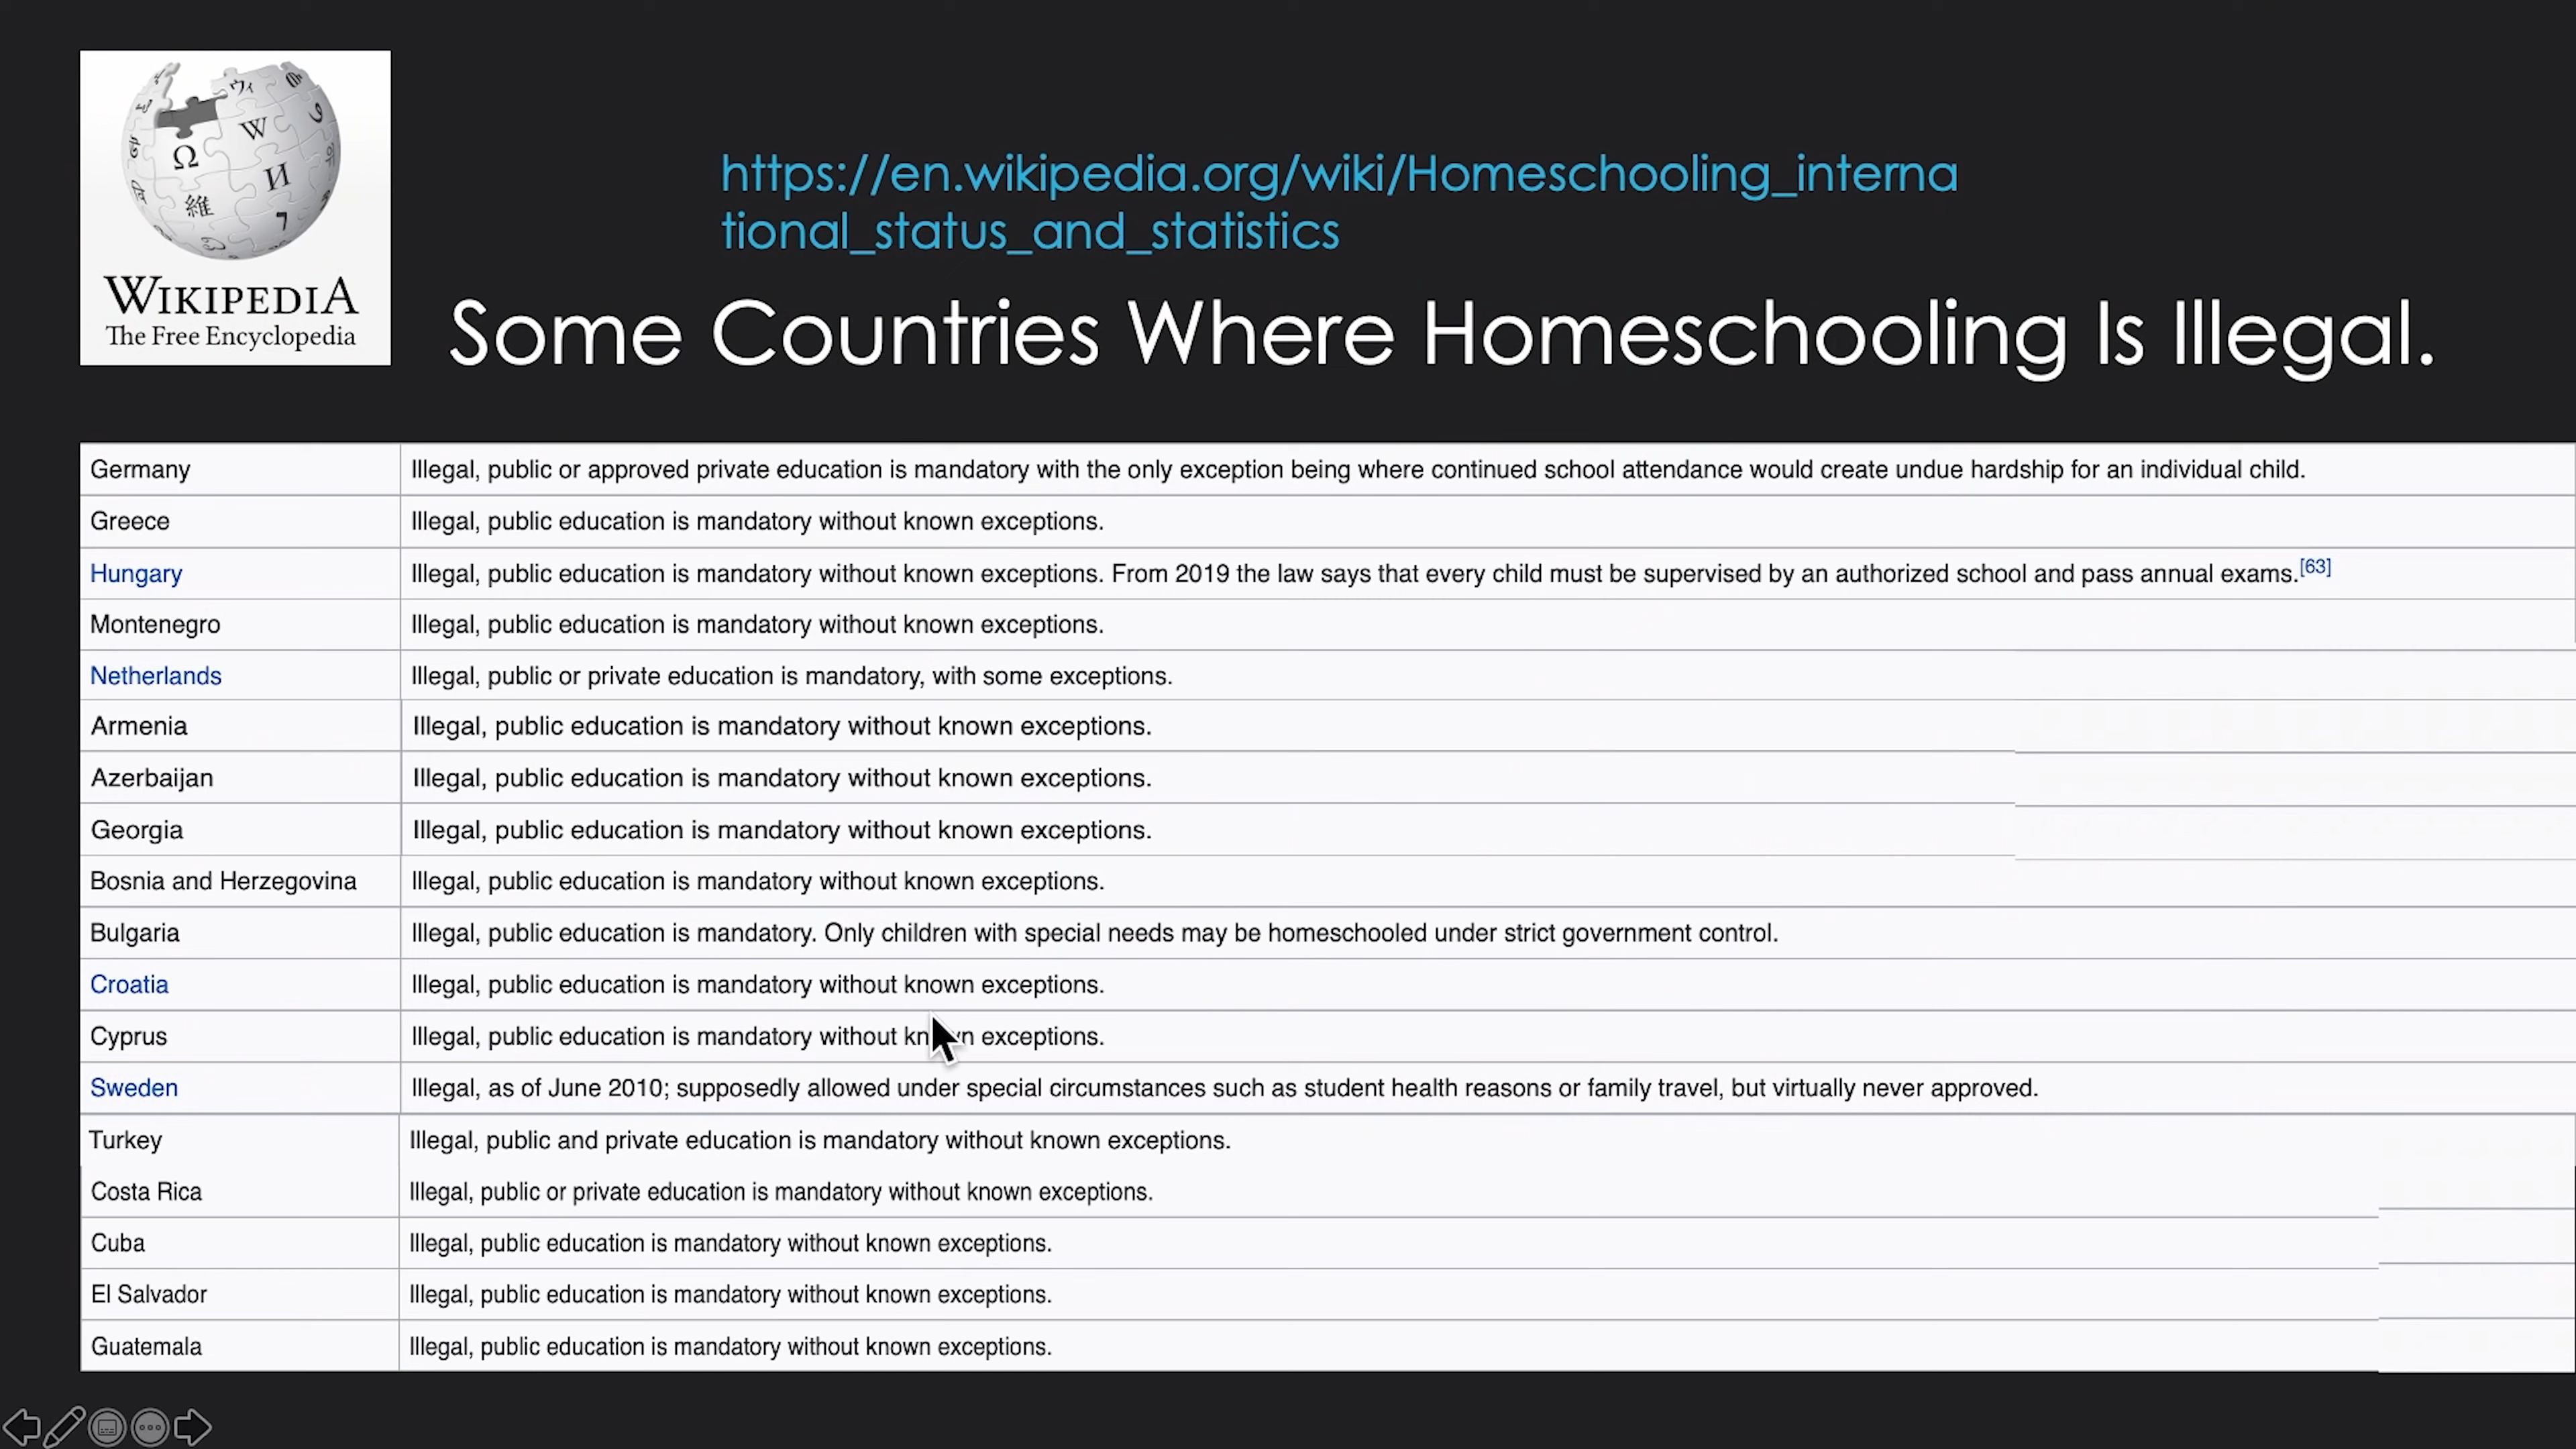 WIKIPEDIA
The Free Encyclopedia
https://en.wikipedia.org/wiki/Homeschooling_interna
tional_status_and_statistics
Some Countries Where Homeschooling Is Illegal.
Germany Illegal, public or approved private education is mandatory with the only exception being where continued school attendance would create undue hardship for an individual child.
Greece Illegal, public education is mandatory without known exceptions.
Hungary Illegal, public education is mandatory without known exceptions. From 2019 the law says that every child must be supervised by an authorized school and pass annual exams.[63]
Montenegro Illegal, public education is mandatory without known exceptions.
Netherlands Illegal, public or private education is mandatory, with some exceptions.
Armenia Illegal, public education is mandatory without known exceptions.
Azerbaijan Illegal, public education is mandatory without known exceptions.
Georgia Illegal, public education is mandatory without known exceptions.
Bosnia and Herzegovina Illegal, public education is mandatory without known exceptions.
Bulgaria Illegal, public education is mandatory. Only children with special needs may be homeschooled under strict government control.
Croatia Illegal, public education is mandatory without known exceptions.
Cyprus Illegal, public education is mandatory without known exceptions.
Sweden Illegal, as of June 2010; supposedly allowed under special circumstances such as student health reasons or family travel, but virtually never approved.
Turkey Illegal, public and private education is mandatory without known exceptions.
Costa Rica Illegal, public or private education is mandatory without known exceptions.
Cuba Illegal, public education is mandatory without known exceptions.
El Salvador Illegal, public education is mandatory without known exceptions.
Guatemala Illegal, public education is mandatory without known exceptions.